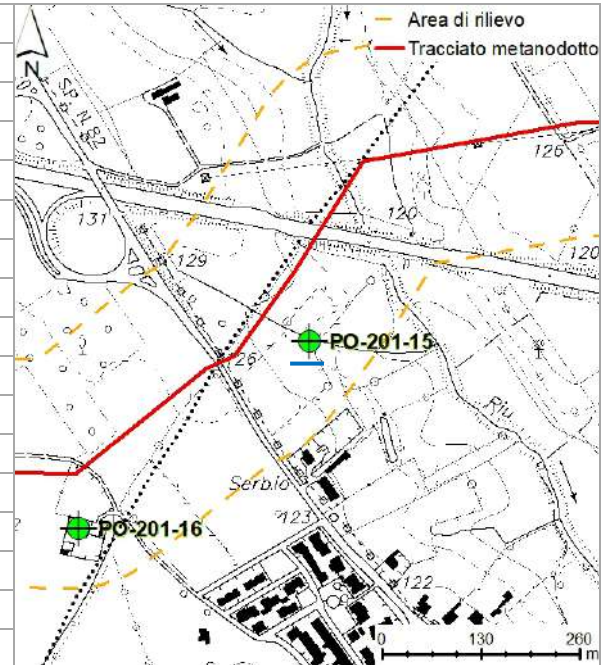 Area di rilievo
Tracciato metanodotto
N
SP. N. 82
131
129
126
120
120
126
PO-201-15
Riu
Serbio
PO-201-16
123
122
0 130 260
m